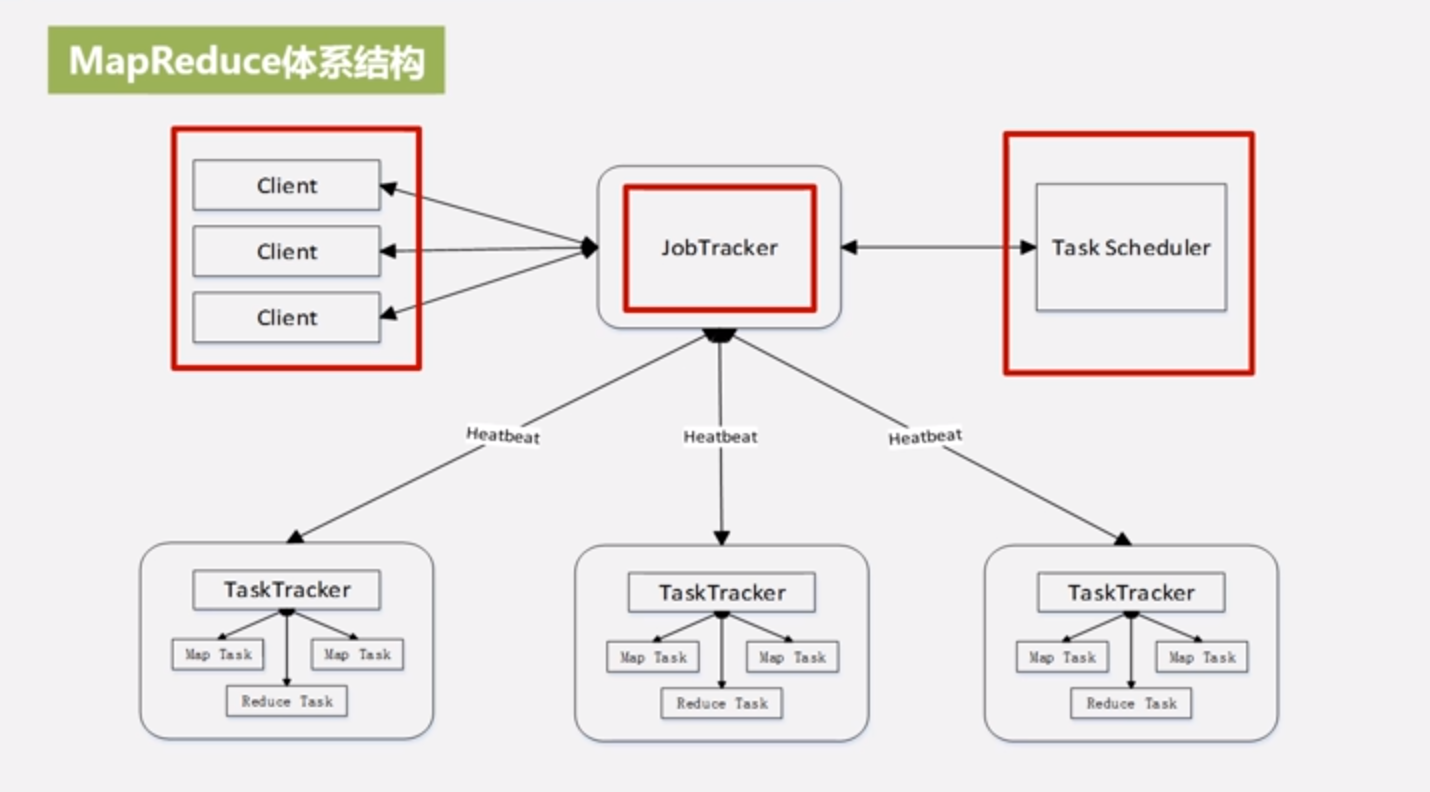 MapReduce体系结构
Client
Client
Client
JobTracker
Task Scheduler
Heatbeat
Heatbeat
Heatbeat
TaskTracker
Map Task
Map Task
Reduce Task
TaskTracker
Map Task
Map Task
Reduce Task
TaskTracker
Map Task
Map Task
Reduce Task